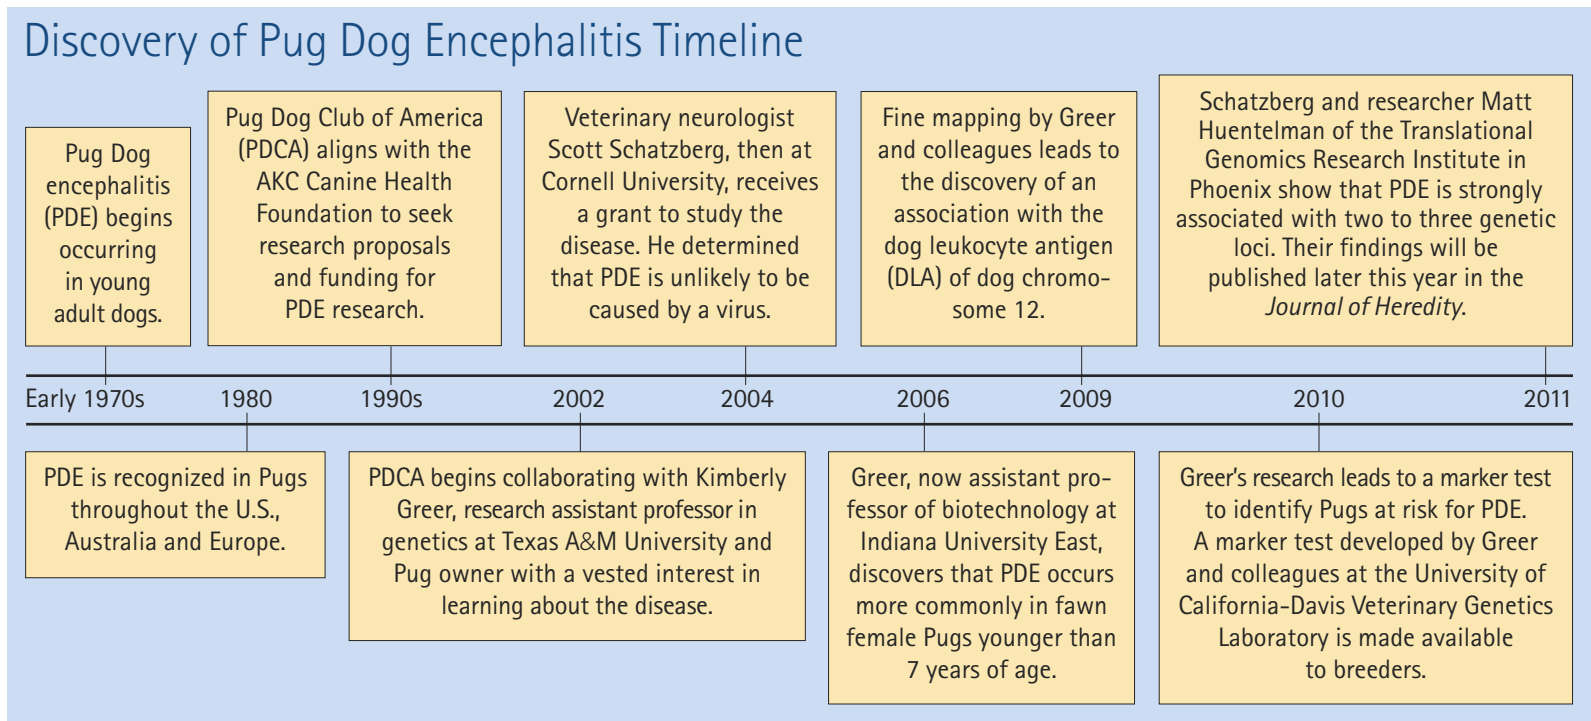 Discovery of Pug Dog Encephalitis Timeline
Pug Dog
encephalitis
(PDE) begins
occurring
in young
adult dogs.
Pug Dog Club of America
(PDCA) aligns with the
AKC Canine Health
Foundation to seek
research proposals
and funding for
PDE research.
Veterinary neurologist
Scott Schatzberg, then at
Cornell University, receives
a grant to study the
disease. He determined
that PDE is unlikely to be
caused by a virus.
Fine mapping by Greer
and colleagues leads to
the discovery of an
association with the
dog leukocyte antigen
(DLA) of dog chromo-
some 12.
Schatzberg and researcher Matt
Huentelman of the Translational
Genomics Research Institute in
Phoenix show that PDE is strongly
associated with two to three genetic
loci. Their findings will be
published later this year in the
Journal of Heredity.
Early 1970s 1980 1990s 2002 2004 2006 2009 2010 2011
PDE is recognized in Pugs
throughout the U.S.,
Australia and Europe.
PDCA begins collaborating with Kimberly
Greer, research assistant professor in
genetics at Texas A&M University and
Pug owner with a vested interest in
learning about the disease.
Greer, now assistant pro-
fessor of biotechnology at
Indiana University East,
discovers that PDE occurs
more commonly in fawn
female Pugs younger than
7 years of age.
Greer's research leads to a marker test
to identify Pugs at risk for PDE.
A marker test developed by Greer
and colleagues at the University of
California-Davis Veterinary Genetics
Laboratory is made available
to breeders.